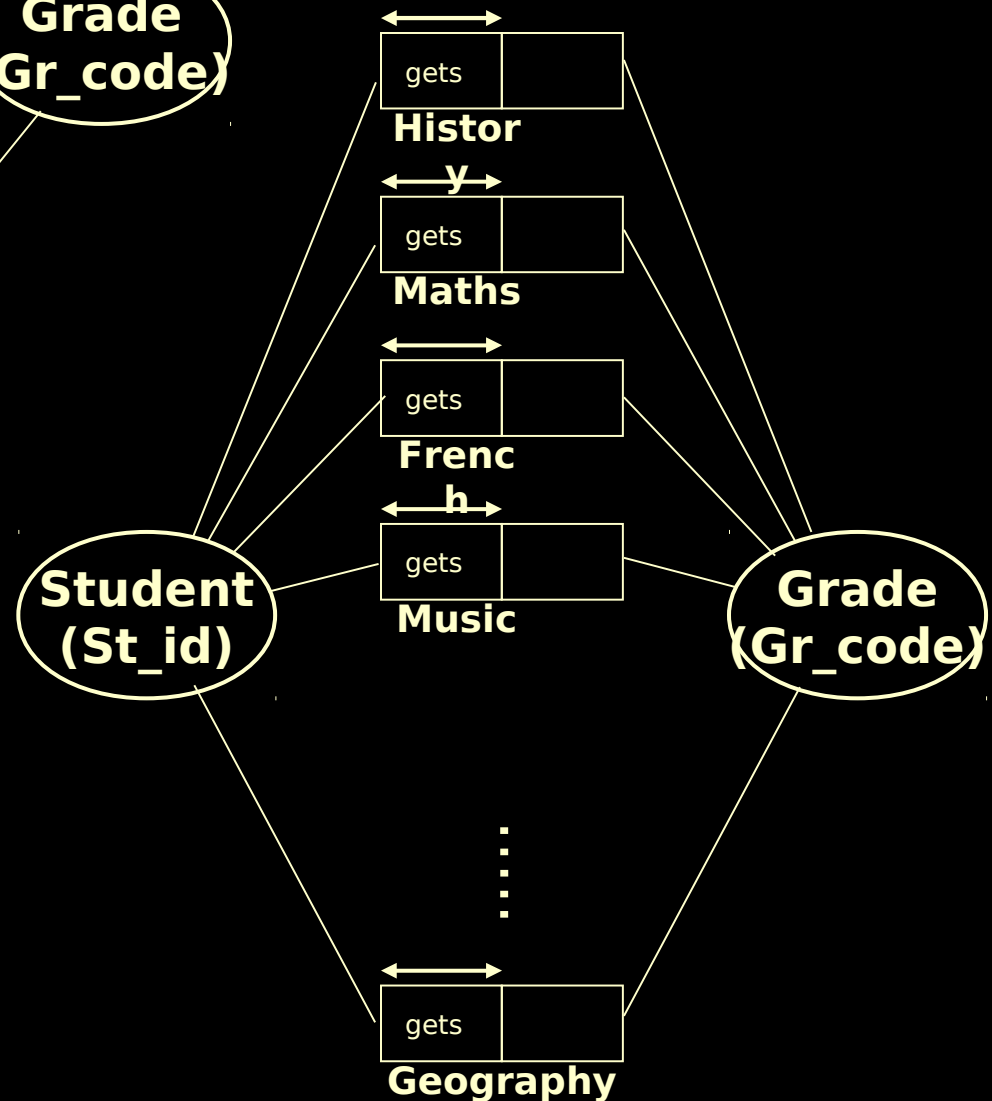 Grade
Gr_code)
gets
Histor
y
gets
Maths
gets
Frenc
h
gets
Music
Student
(St_id)
Grade
(Gr_code)
gets
Geography